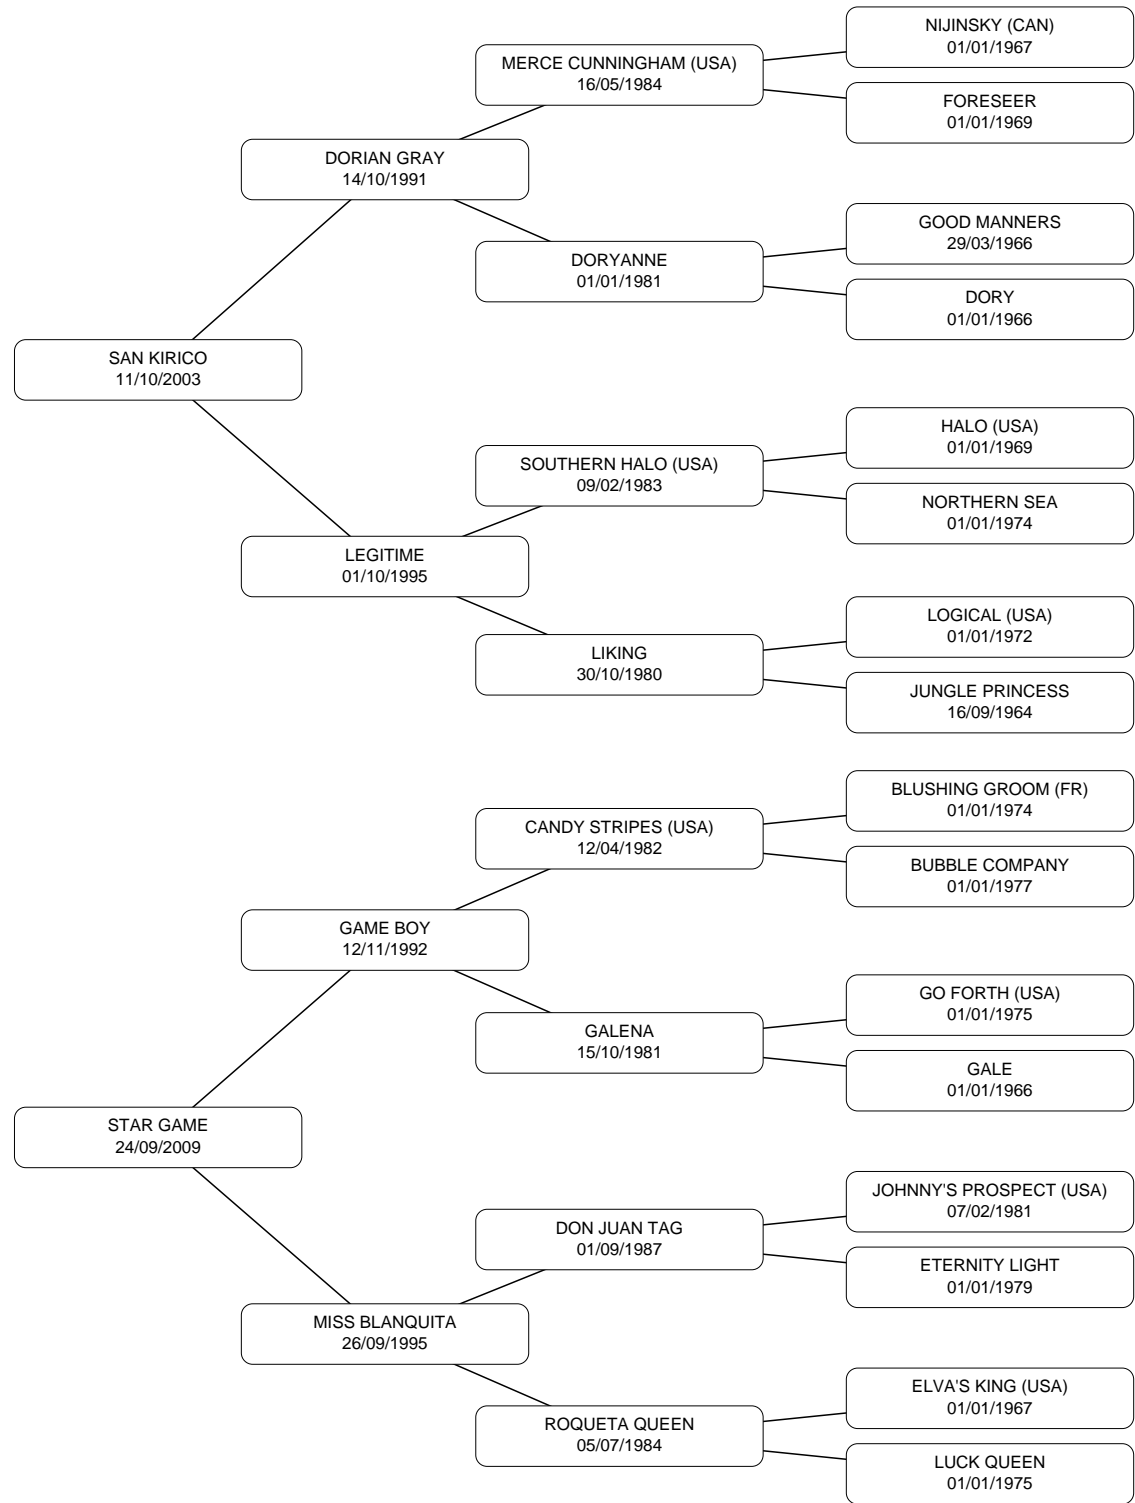 NIJINSKY (CAN)
01/01/1967
MERCE CUNNINGHAM (USA)
16/05/1984
FORESEER
01/01/1969
DORIAN GRAY
14/10/1991
GOOD MANNERS
29/03/1966
DORYANNE
01/01/1981
DORY
01/01/1966
SAN KIRICO
11/10/2003
HALO (USA)
01/01/1969
SOUTHERN HALO (USA)
09/02/1983
NORTHERN SEA
01/01/1974
LEGITIME
01/10/1995
LOGICAL (USA)
01/01/1972
LIKING
30/10/1980
JUNGLE PRINCESS
16/09/1964
BLUSHING GROOM (FR)
01/01/1974
CANDY STRIPES (USA)
12/04/1982
BUBBLE COMPANY
01/01/1977
GAME BOY
12/11/1992
GO FORTH (USA)
01/01/1975
GALENA
15/10/1981
GALE
01/01/1966
STAR GAME
24/09/2009
JOHNNY'S PROSPECT (USA)
07/02/1981
DON JUAN TAG
01/09/1987
ETERNITY LIGHT
01/01/1979
MISS BLANQUITA
26/09/1995
ELVA'S KING (USA)
01/01/1967
ROQUETA QUEEN
05/07/1984
LUCK QUEEN
01/01/1975